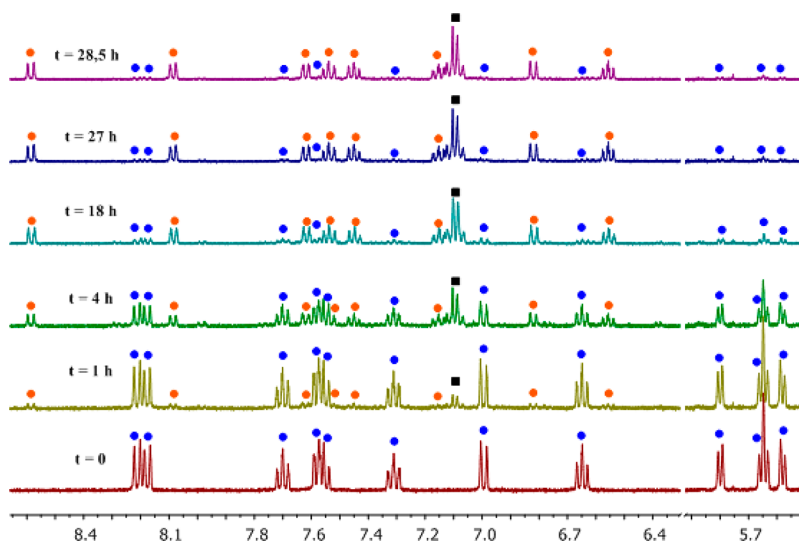 t = 28,5 h
t = 27 h
t = 18 h
t = 4 h
t = 1 h
t = 0
8.4 8.1 7.8 7.6 7.4 7.2 7.0 6.7 6.4 5.7